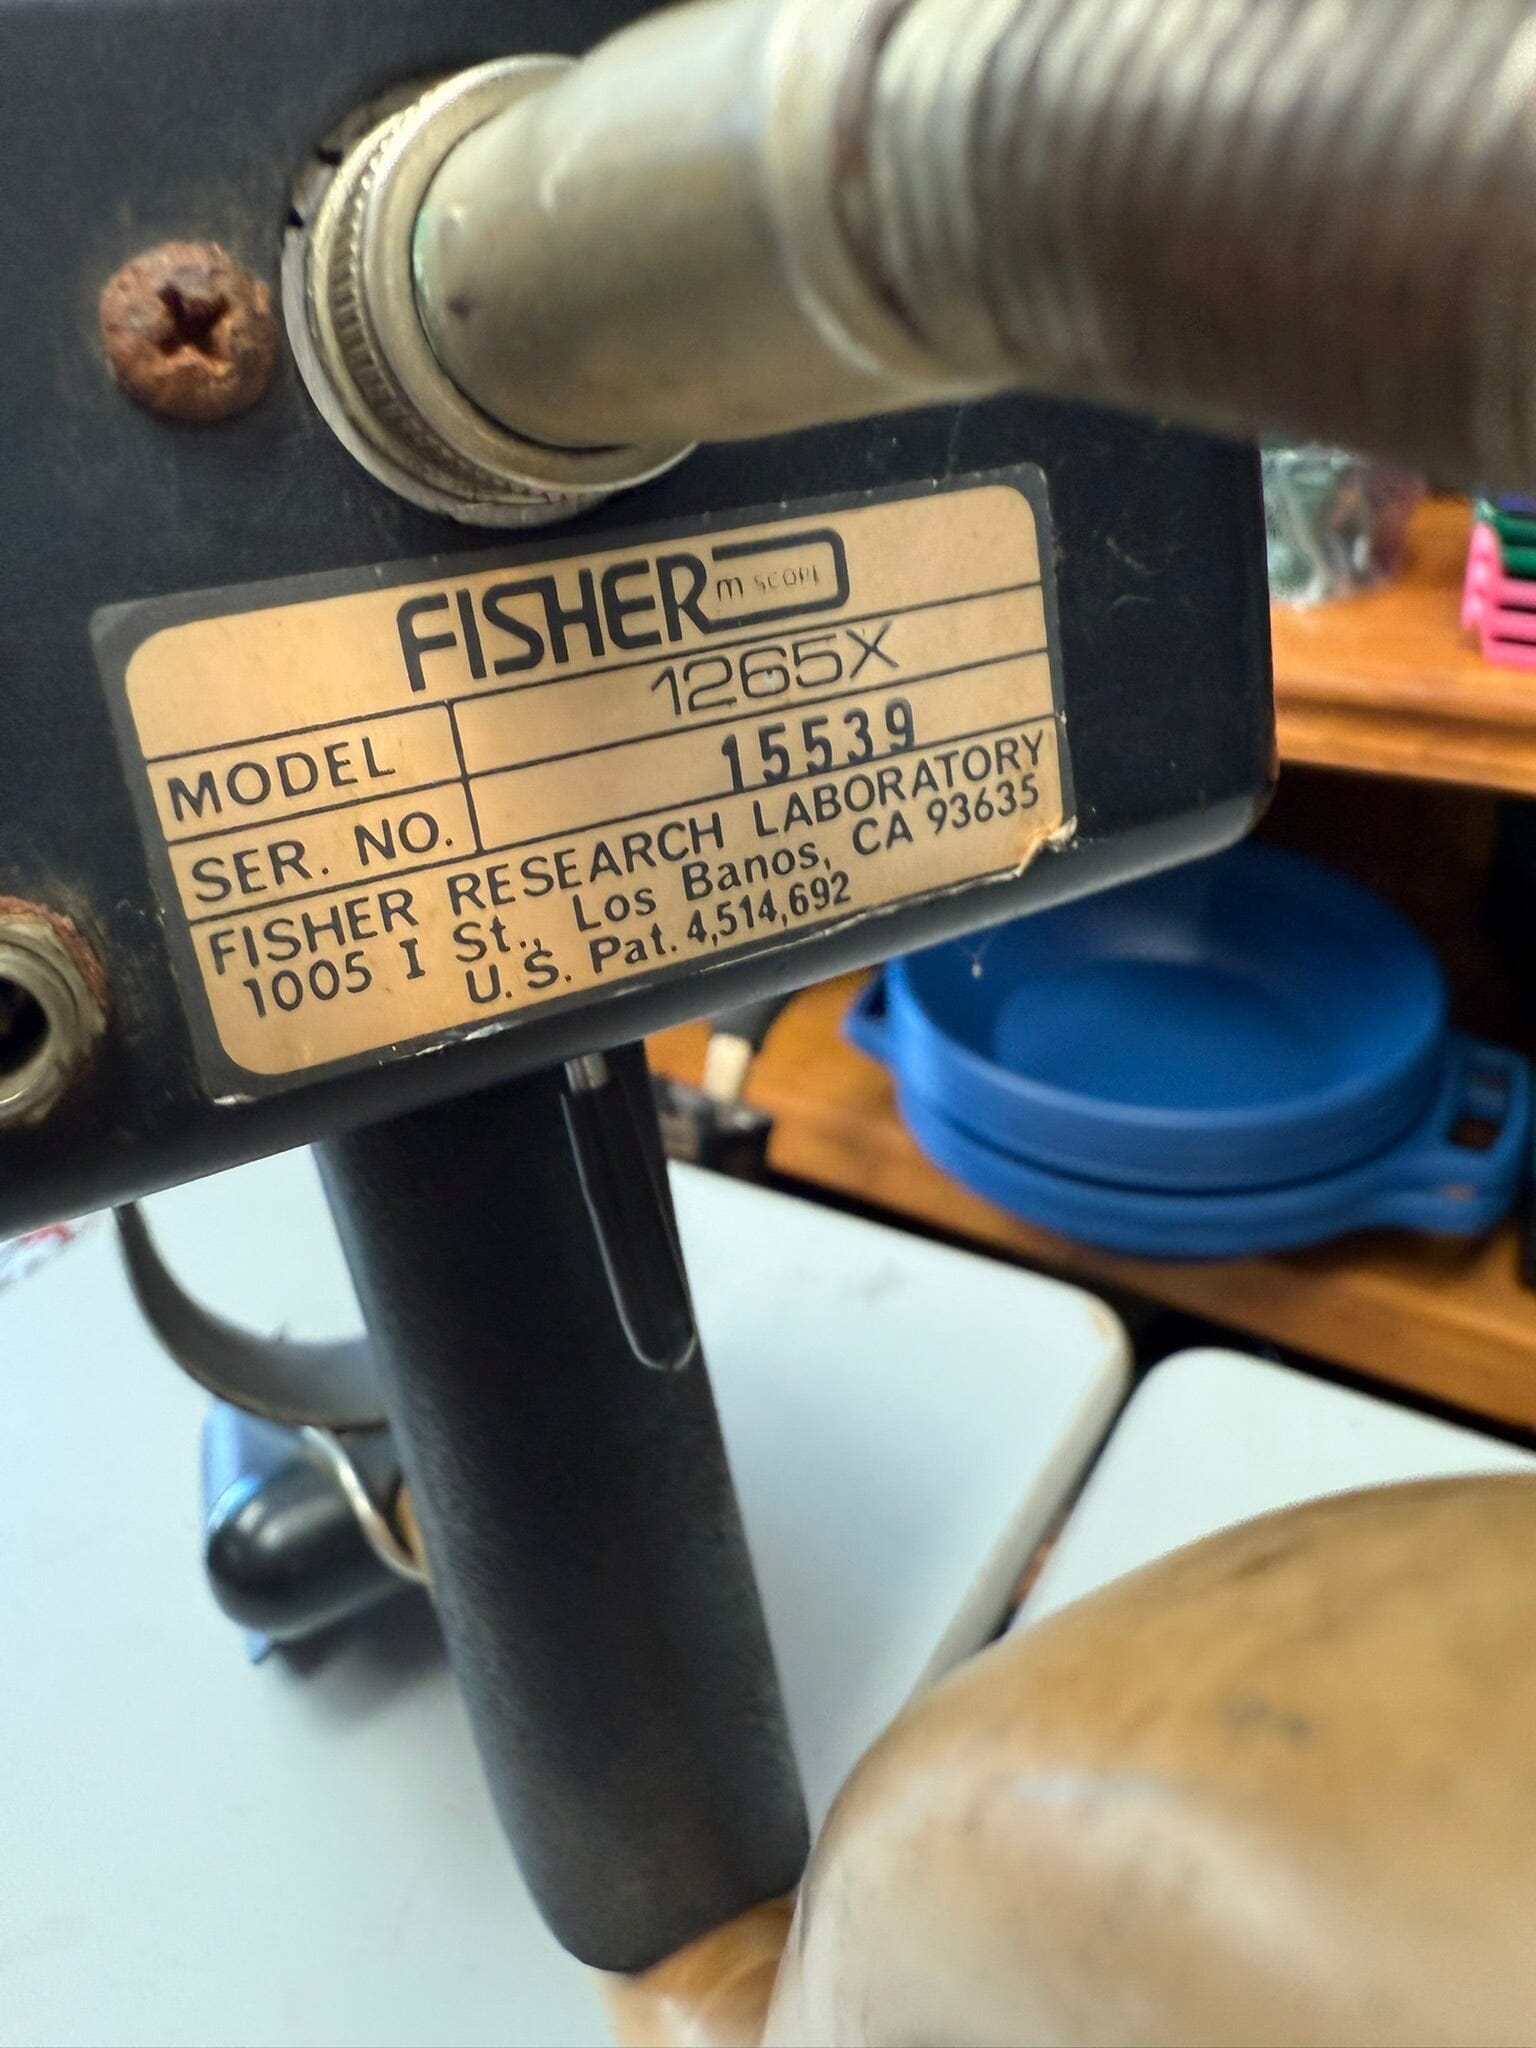 FISHER m SCOPE
MODEL 1265X
SER. NO. 15539
FISHER RESEARCH LABORATORY
1005 I St., Los Banos, CA 93635
U.S. Pat. 4,514,692